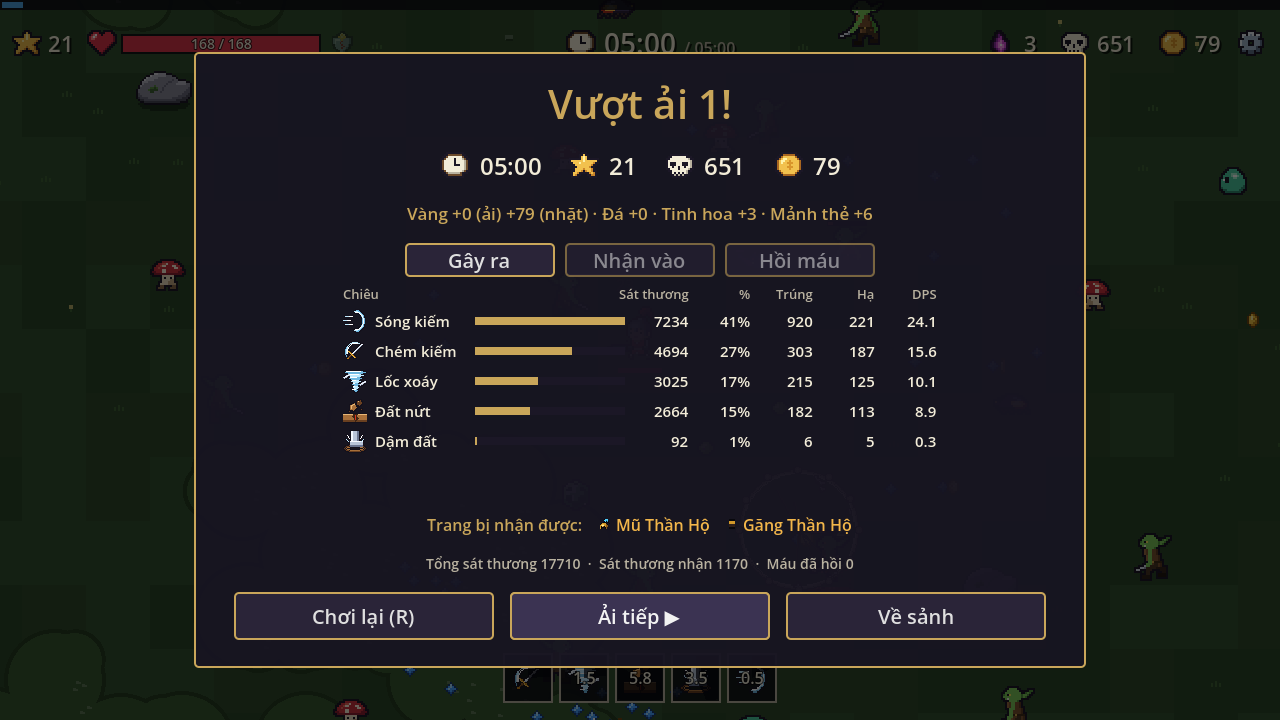 21 168 / 168 05:00 / 05:00 3 651 79
Vượt ải 1!
05:00 21 651 79
Vàng +0 (ải) +79 (nhặt) · Đá +0 · Tinh hoa +3 · Mảnh thẻ +6
Gây ra Nhận vào Hồi máu
Chiêu Sát thương % Trúng Hạ DPS
Sóng kiếm 7234 41% 920 221 24.1
Chém kiếm 4694 27% 303 187 15.6
Lốc xoáy 3025 17% 215 125 10.1
Đất nứt 2664 15% 182 113 8.9
Dậm đất 92 1% 6 5 0.3
Trang bị nhận được: Mũ Thần Hộ Găng Thần Hộ
Tổng sát thương 17710 · Sát thương nhận 1170 · Máu đã hồi 0
Chơi lại (R) Ải tiếp ▶ Về sảnh
1.5 5.8 3.5 0.5